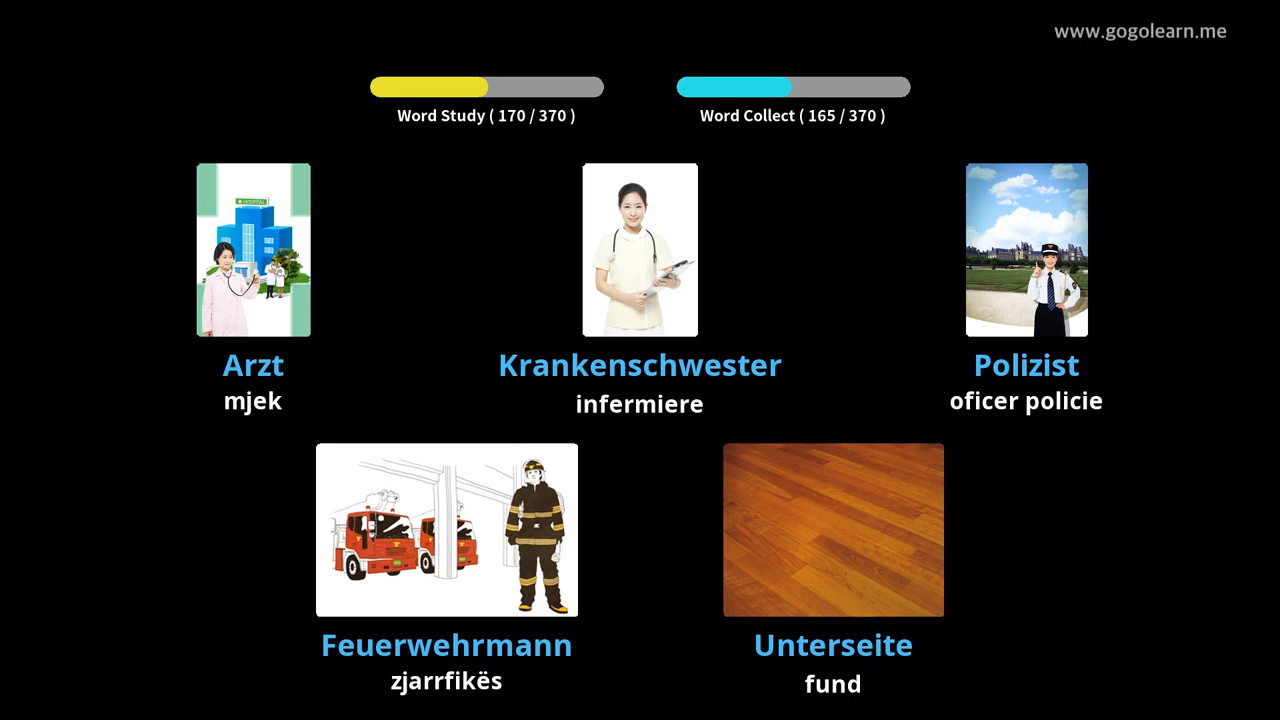 www.gogolearn.me
Word Study ( 170 / 370 )
Word Collect ( 165 / 370 )
HOSPITAL
Arzt
mjek
Krankenschwester
infermiere
Polizist
oficer policie
Feuerwehrmann
zjarrfikës
Unterseite
fund